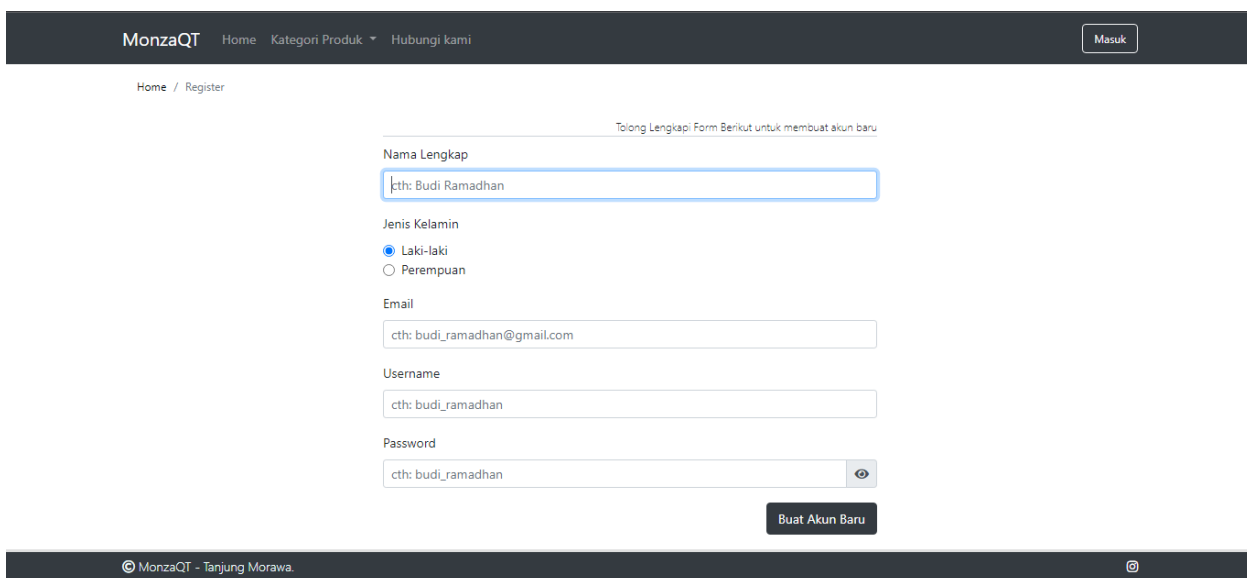 MonzaQT Home Kategori Produk Hubungi kami Masuk
Home / Register
Tolong Lengkapi Form Berikut untuk membuat akun baru
Nama Lengkap
cth: Budi Ramadhan
Jenis Kelamin
Laki-laki
Perempuan
Email
cth: budi_ramadhan@gmail.com
Username
cth: budi_ramadhan
Password
cth: budi_ramadhan
Buat Akun Baru
© MonzaQT - Tanjung Morawa.